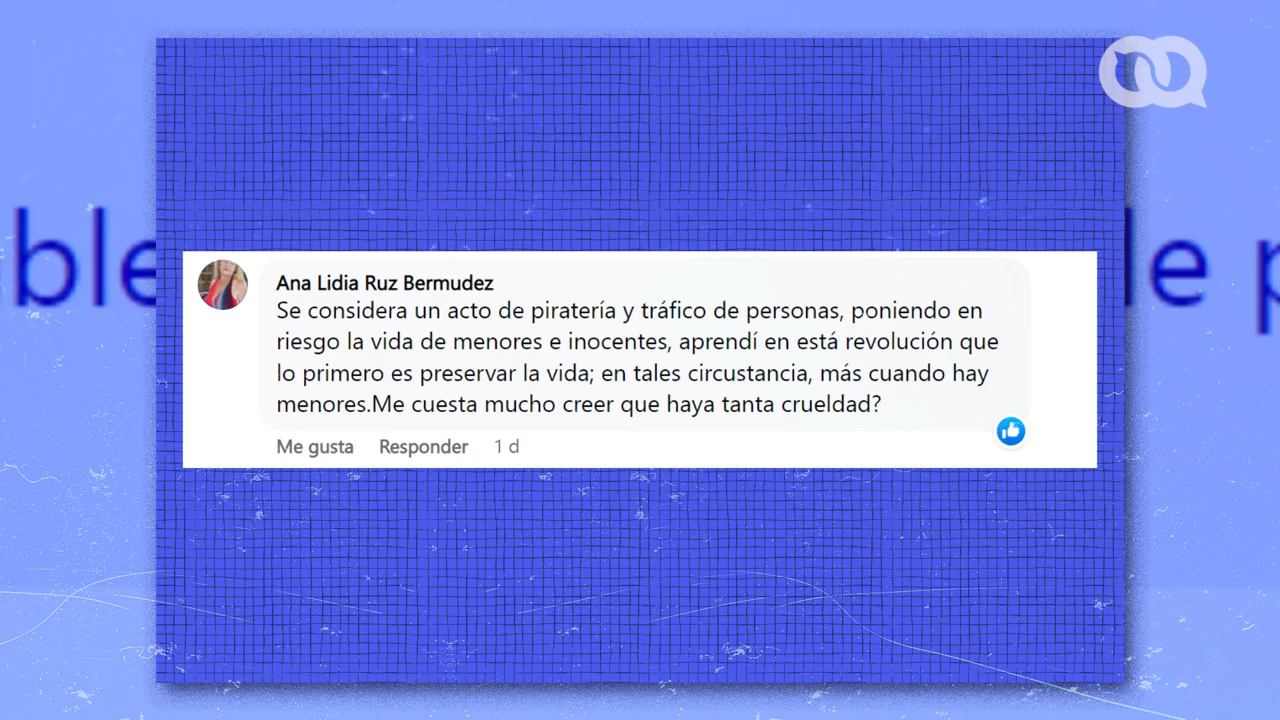 Ana Lidia Ruz Bermudez
Se considera un acto de piratería y tráfico de personas, poniendo en
riesgo la vida de menores e inocentes, aprendí en está revolución que
lo primero es preservar la vida; en tales circustancia, más cuando hay
menores.Me cuesta mucho creer que haya tanta crueldad?
Me gusta Responder 1 d